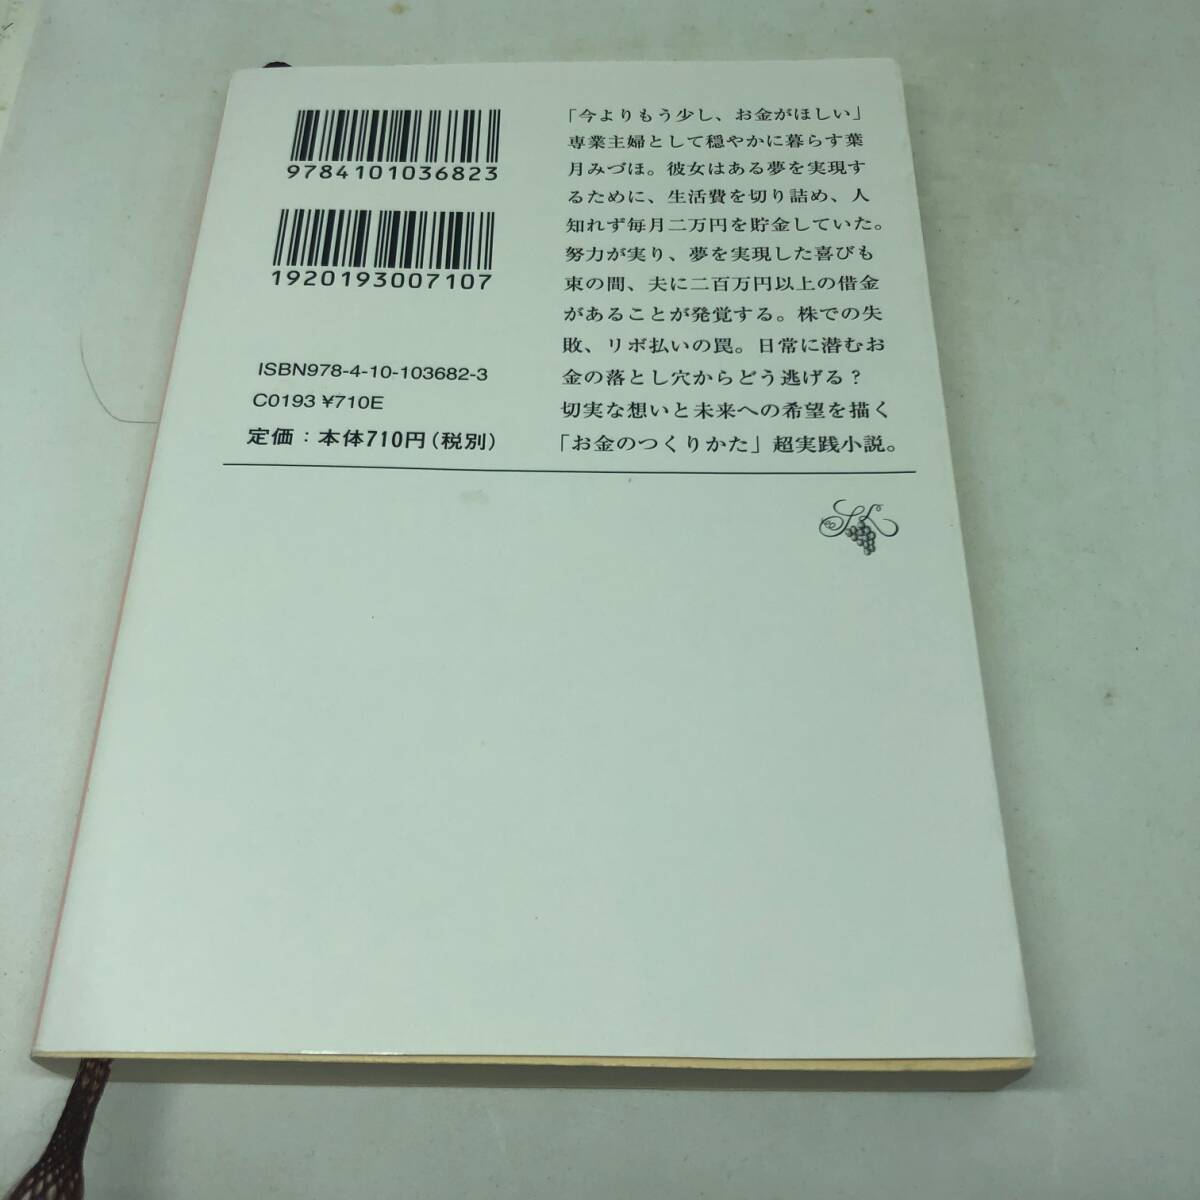 9784101036823
1920193007107
ISBN978-4-10-103682-3
C0193 ¥710E
定価：本体710円(税別)
「今よりもう少し、お金がほしい」
専業主婦として穏やかに暮らす葉
月みづほ。彼女はある夢を実現す
るために、生活費を切り詰め、人
知れず毎月二万円を貯金していた。
努力が実り、夢を実現した喜びも
束の間、夫に二百万円以上の借金
があることが発覚する。株での失
敗、リボ払いの罠。日常に潜むお
金の落とし穴からどう逃げる？
切実な想いと未来への希望を描く
「お金のつくりかた」超実践小説。